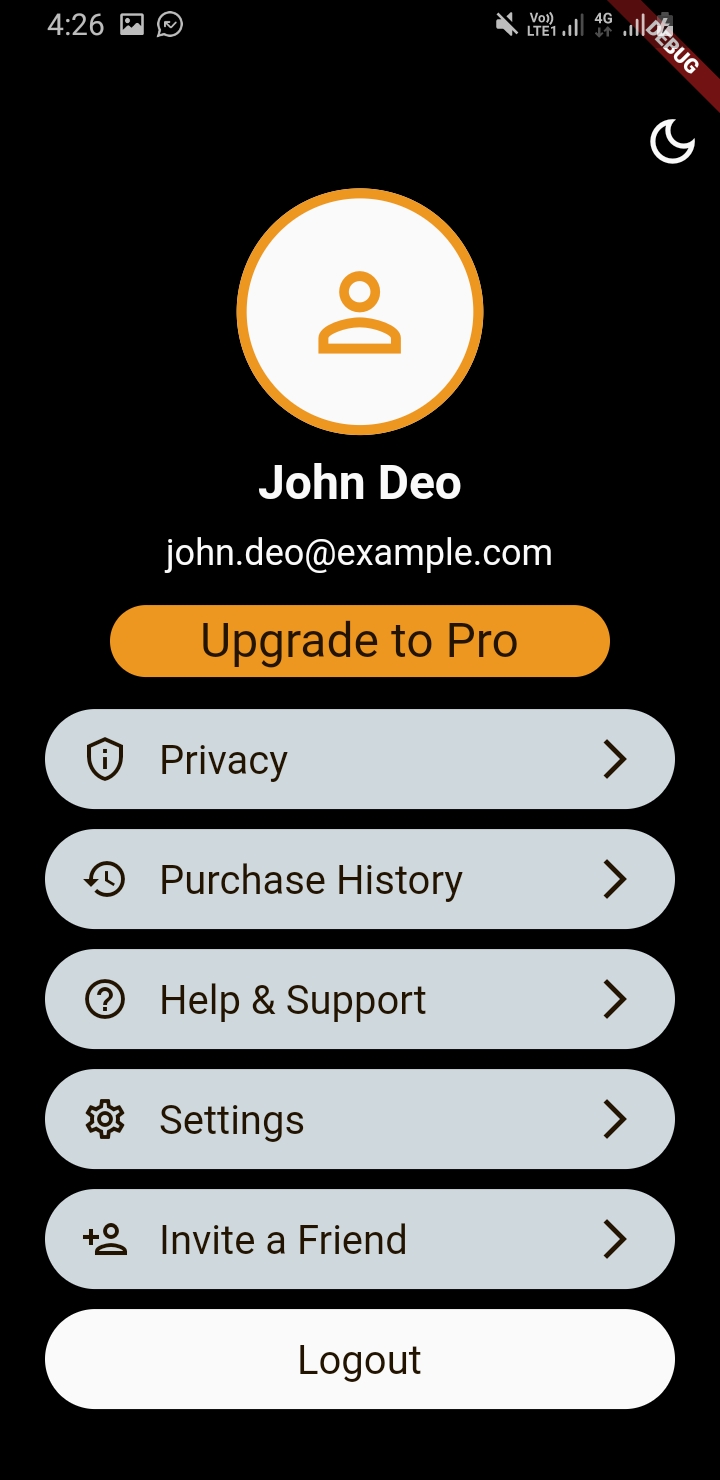 4:26
Vo))
LTE1
4G
DEBUG
John Deo
john.deo@example.com
Upgrade to Pro
Privacy
Purchase History
Help & Support
Settings
Invite a Friend
Logout